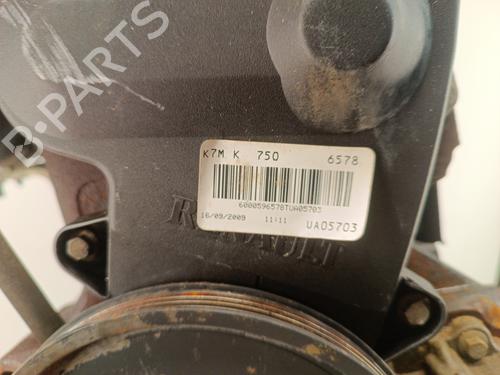 K7M K 750 6578
6000596578TUA05703
16/09/2009 11:11 UA05703
RENAULT
B-PARTS